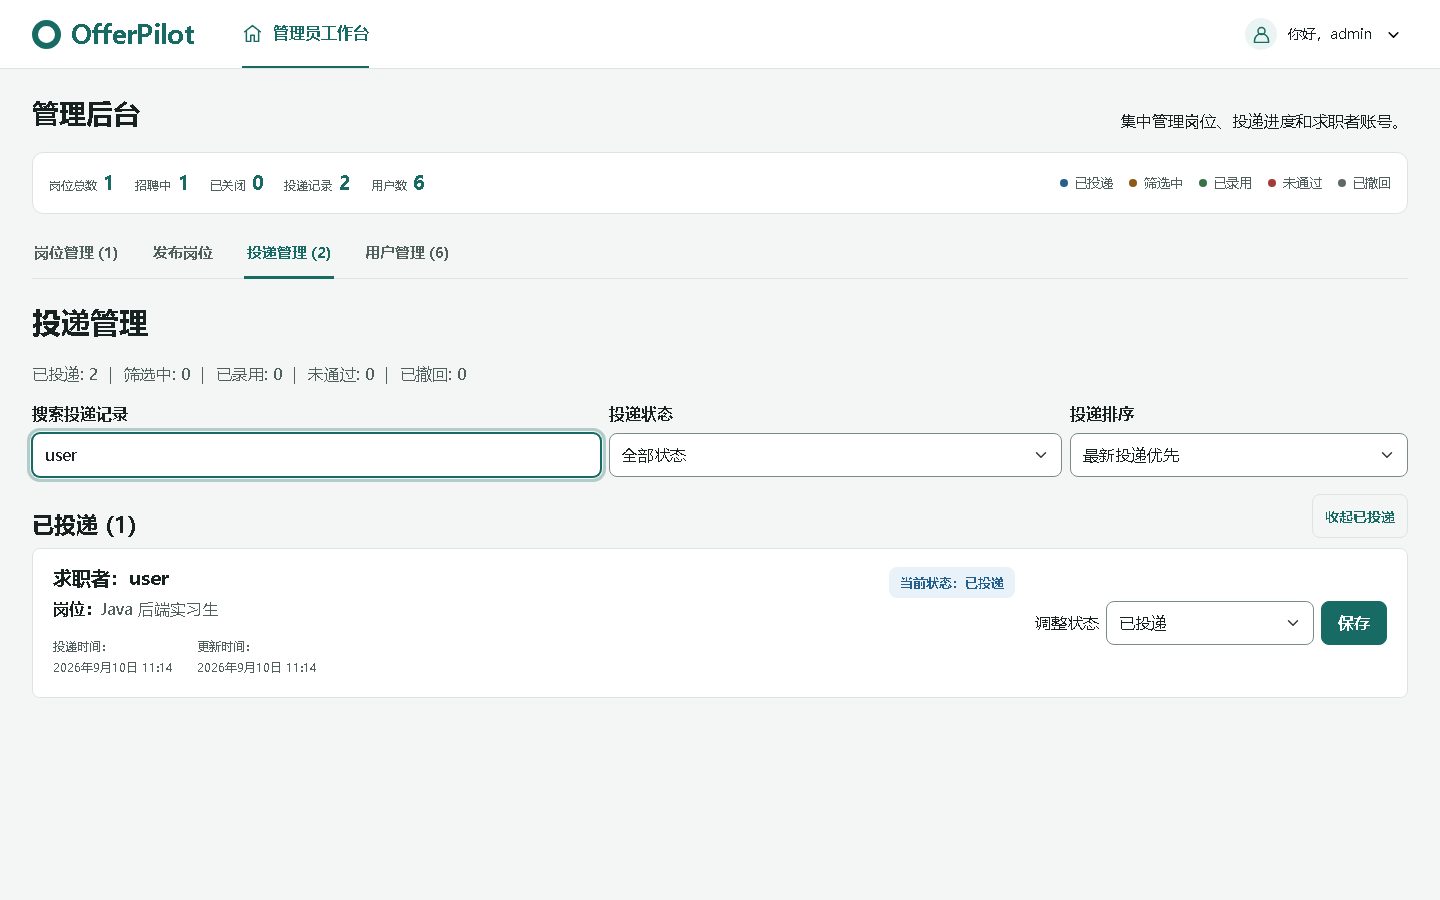 OfferPilot 管理员工作台 你好，admin
管理后台
集中管理岗位、投递进度和求职者账号。
岗位总数 1 招聘中 1 已关闭 0 投递记录 2 用户数 6 已投递 筛选中 已录用 未通过 已撤回
岗位管理 (1) 发布岗位 投递管理 (2) 用户管理 (6)
投递管理
已投递: 2 | 筛选中: 0 | 已录用: 0 | 未通过: 0 | 已撤回: 0
搜索投递记录 投递状态 投递排序
user 全部状态 最新投递优先
已投递 (1) 收起已投递
求职者：user 当前状态：已投递
岗位：Java 后端实习生
调整状态 已投递 保存
投递时间： 更新时间：
2026年9月10日 11:14 2026年9月10日 11:14